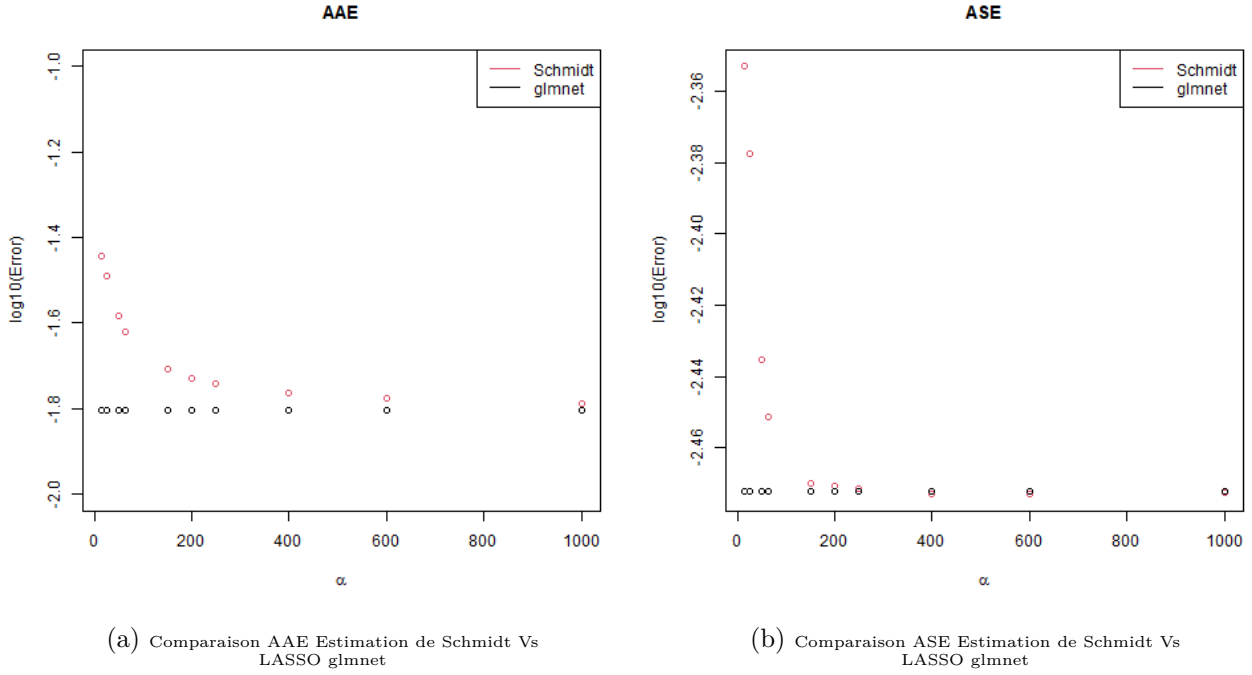 AAE
log10(Error)
-1.0
-1.2
-1.4
-1.6
-1.8
-2.0
Schmidt
glmnet
0 200 400 600 800 1000
α
(a) Comparaison AAE Estimation de Schmidt Vs
LASSO glmnet
ASE
log10(Error)
-2.36
-2.38
-2.40
-2.42
-2.44
-2.46
Schmidt
glmnet
0 200 400 600 800 1000
α
(b) Comparaison ASE Estimation de Schmidt Vs
LASSO glmnet